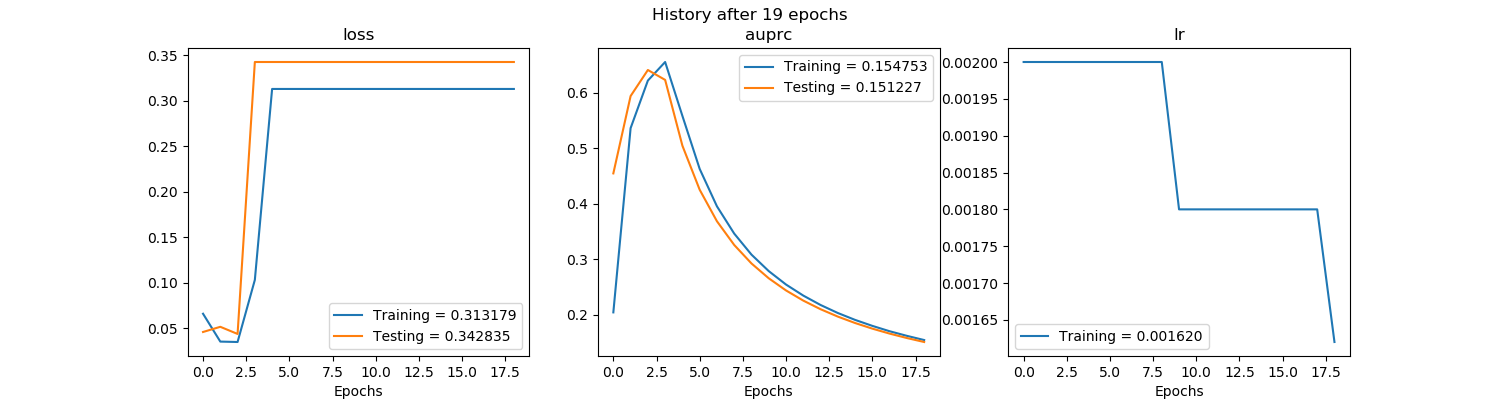 History after 19 epochs
loss
0.35
0.30
0.25
0.20
0.15
0.10
0.05
Training = 0.313179
Testing = 0.342835
0.0 2.5 5.0 7.5 10.0 12.5 15.0 17.5
Epochs
auprc
0.6
0.5
0.4
0.3
0.2
Training = 0.154753
Testing = 0.151227
0.0 2.5 5.0 7.5 10.0 12.5 15.0 17.5
Epochs
lr
0.00200
0.00195
0.00190
0.00185
0.00180
0.00175
0.00170
0.00165
Training = 0.001620
0.0 2.5 5.0 7.5 10.0 12.5 15.0 17.5
Epochs